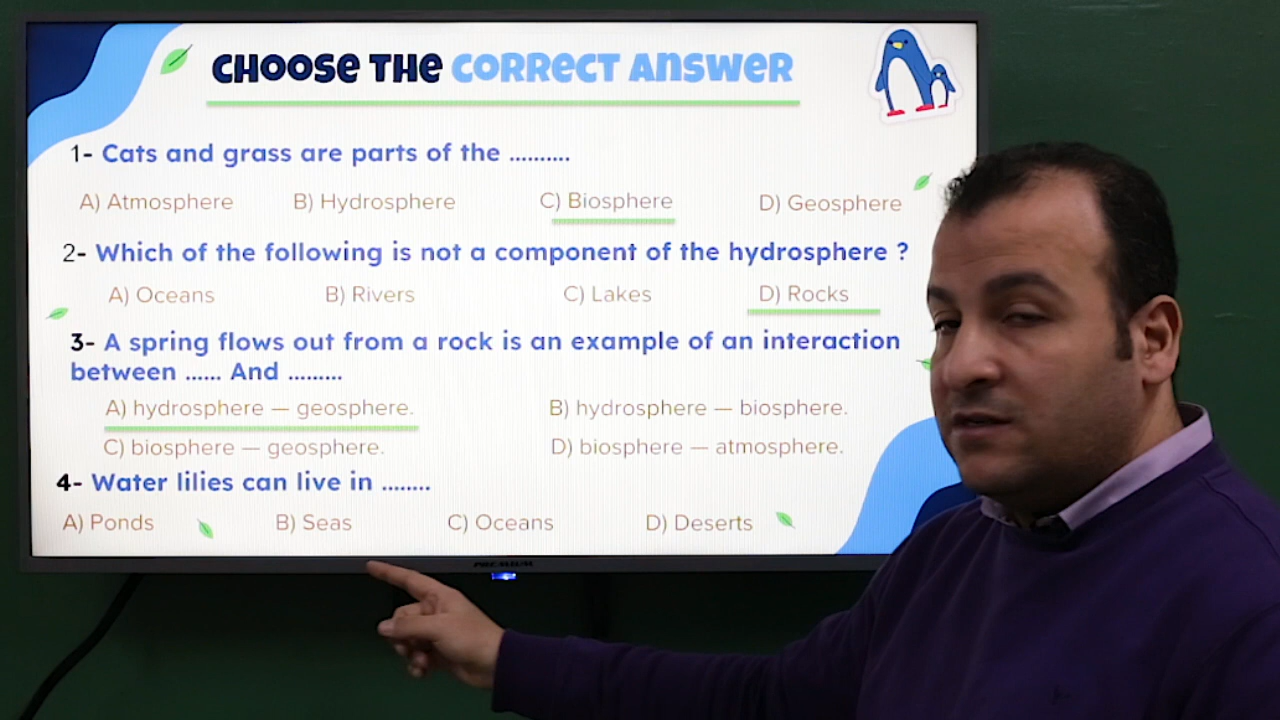 CHOOSE THE CORRECT ANSWER
1- Cats and grass are parts of the ..........
A) Atmosphere B) Hydrosphere C) Biosphere D) Geosphere
2- Which of the following is not a component of the hydrosphere ?
A) Oceans B) Rivers C) Lakes D) Rocks
3- A spring flows out from a rock is an example of an interaction
between ...... And .........
A) hydrosphere — geosphere. B) hydrosphere — biosphere.
C) biosphere — geosphere. D) biosphere — atmosphere.
4- Water lilies can live in ........
A) Ponds B) Seas C) Oceans D) Deserts
PREMIUM